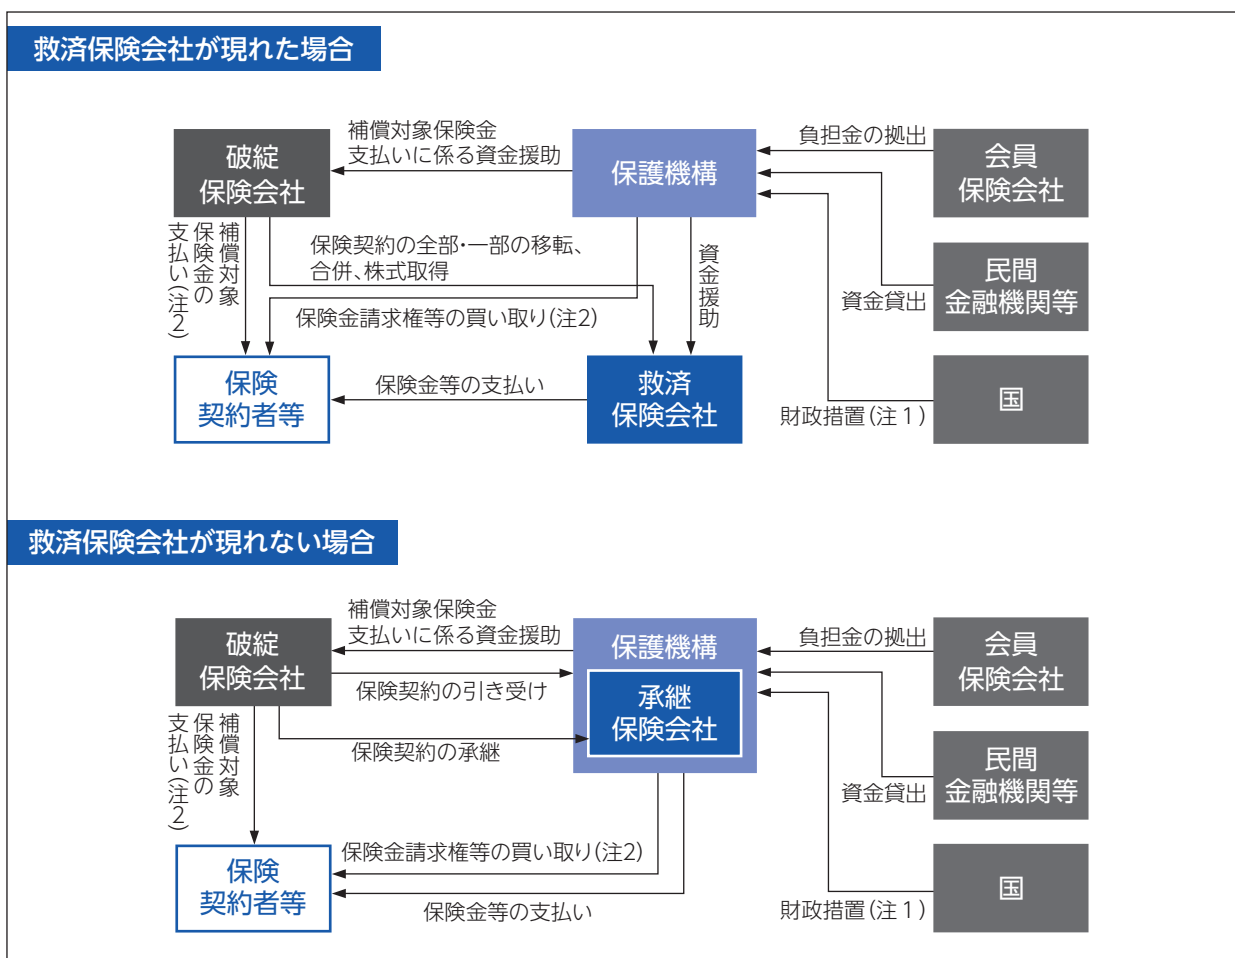 救済保険会社が現れた場合
破綻
保険会社
補償対象保険金
支払いに係る資金援助
保護機構
負担金の拠出
会員
保険会社
補償対象
保険金の
支払い(注2)
保険契約の全部･一部の移転、
合併、株式取得
保険金請求権等の買い取り(注2)
資金援助
資金貸出
民間
金融機関等
保険
契約者等
保険金等の支払い
救済
保険会社
財政措置(注１)
国
救済保険会社が現れない場合
破綻
保険会社
補償対象保険金
支払いに係る資金援助
保険契約の引き受け
保護機構
承継
保険会社
負担金の拠出
会員
保険会社
補償対象
保険金の
支払い(注2)
保険契約の承継
資金貸出
民間
金融機関等
保険
契約者等
保険金請求権等の買い取り(注2)
保険金等の支払い
財政措置(注１)
国